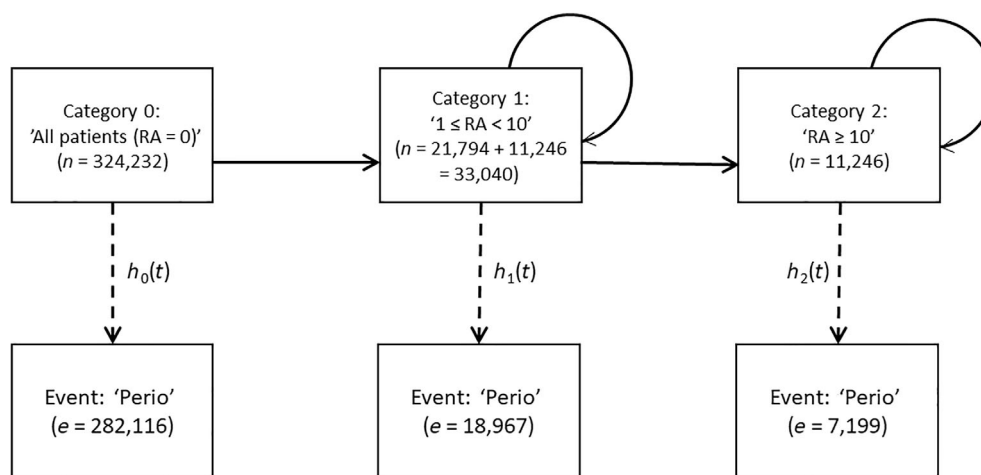 Category 0:
’All patients (RA = 0)’
(n = 324,232)
Category 1:
‘1 ≤ RA < 10’
(n = 21,794 + 11,246
= 33,040)
Category 2:
‘RA ≥ 10’
(n = 11,246)
h₀(t)
h₁(t)
h₂(t)
Event: ‘Perio’
(e = 282,116)
Event: ‘Perio’
(e = 18,967)
Event: ‘Perio’
(e = 7,199)